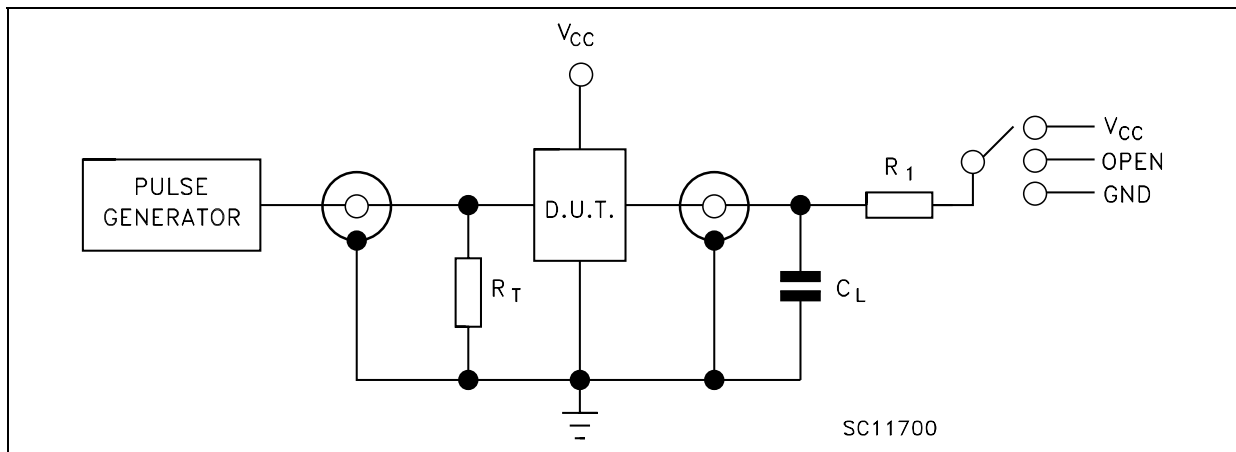 VCC
PULSE
GENERATOR
D.U.T.
RT
R1
CL
VCC
OPEN
GND
SC11700